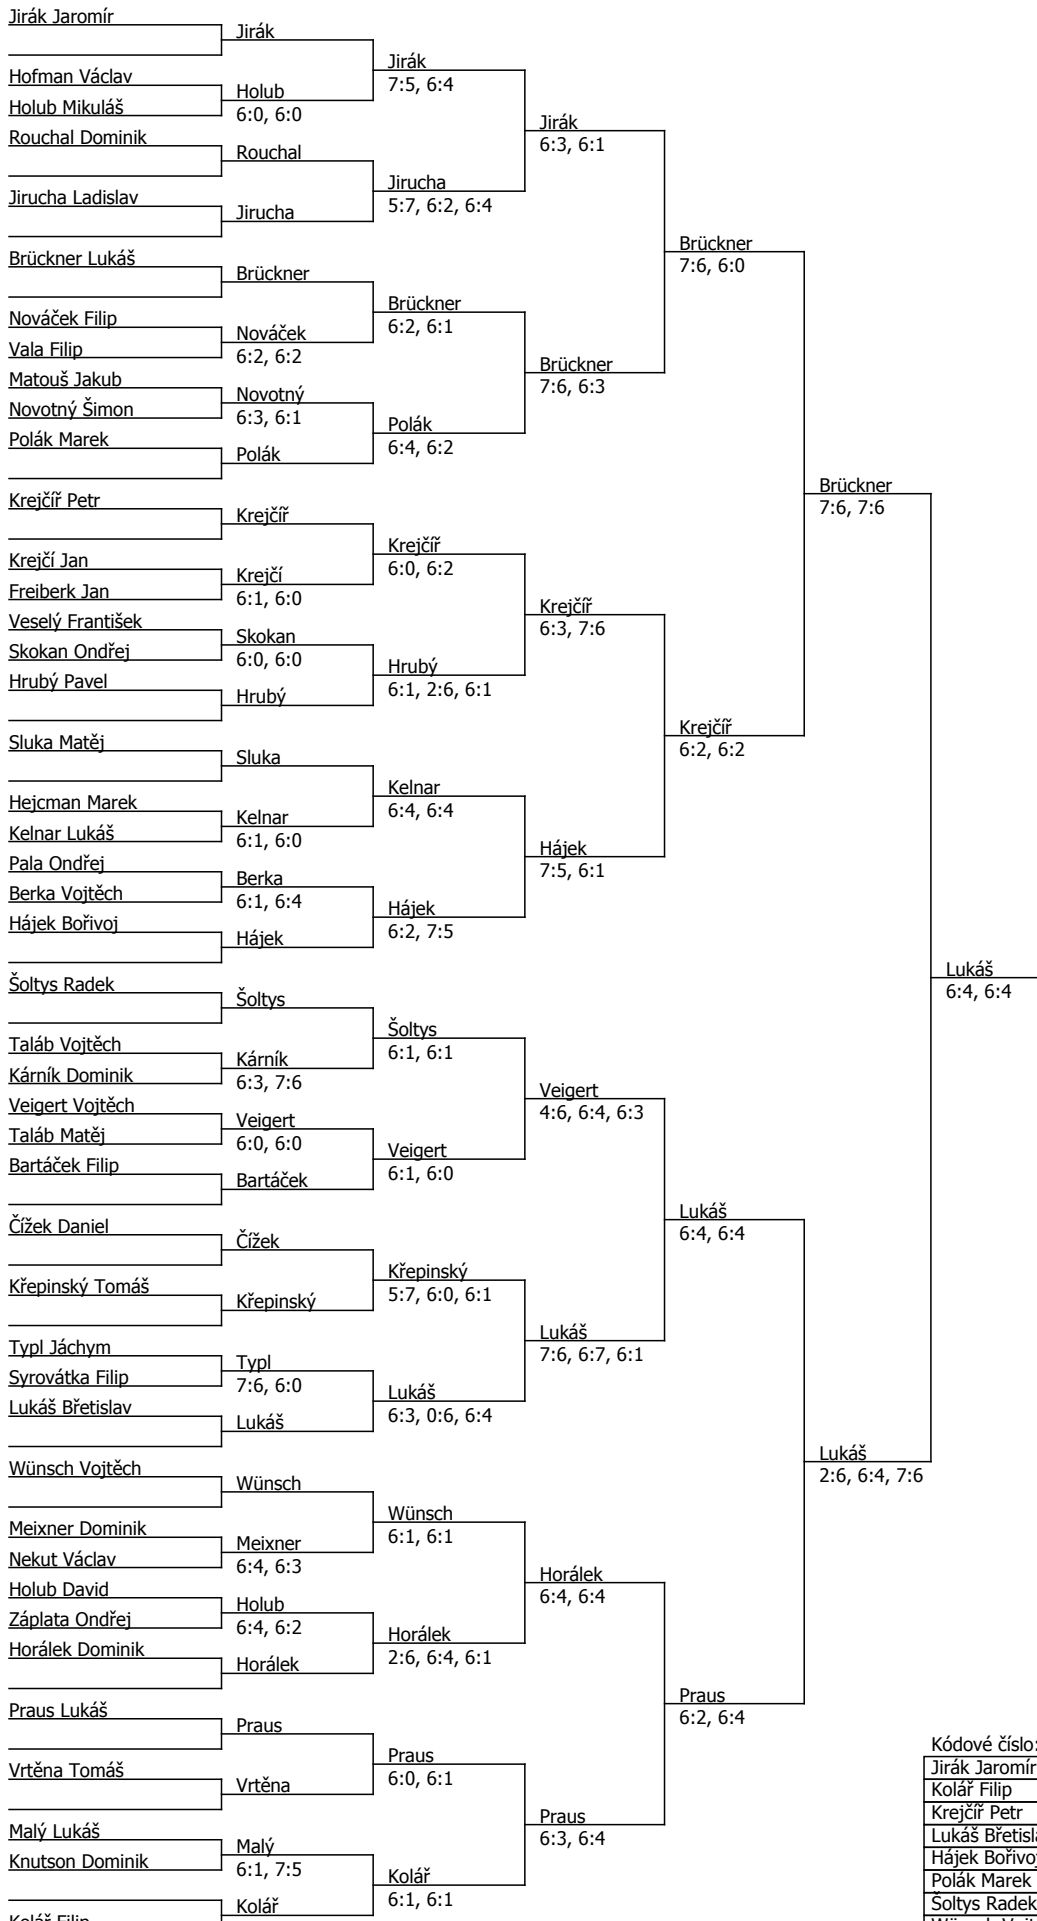 Jirák Jaromír
Hofman Václav
Holub Mikuláš
Rouchal Dominik
Jirucha Ladislav
Brückner Lukáš
Nováček Filip
Vala Filip
Matouš Jakub
Novotný Šimon
Polák Marek
Krejčíř Petr
Krejčí Jan
Freiberk Jan
Veselý František
Skokan Ondřej
Hrubý Pavel
Sluka Matěj
Hejcman Marek
Kelnar Lukáš
Pala Ondřej
Berka Vojtěch
Hájek Bořivoj
Šoltys Radek
Taláb Vojtěch
Kárník Dominik
Veigert Vojtěch
Taláb Matěj
Bartáček Filip
Čížek Daniel
Křepinský Tomáš
Typl Jáchym
Syrovátka Filip
Lukáš Břetislav
Wünsch Vojtěch
Meixner Dominik
Nekut Václav
Holub David
Záplata Ondřej
Horálek Dominik
Praus Lukáš
Vrtěna Tomáš
Malý Lukáš
Knutson Dominik
Kolář Filip
Jirák
Holub
6:0, 6:0
Rouchal
Jirucha
Brückner
Nováček
6:2, 6:2
Novotný
6:3, 6:1
Polák
Krejčíř
Krejčí
6:1, 6:0
Skokan
6:0, 6:0
Hrubý
Sluka
Kelnar
6:1, 6:0
Berka
6:1, 6:4
Hájek
Šoltys
Kárník
6:3, 7:6
Veigert
6:0, 6:0
Bartáček
Čížek
Křepinský
Typl
7:6, 6:0
Lukáš
Wünsch
Meixner
6:4, 6:3
Holub
6:4, 6:2
Horálek
Praus
Vrtěna
Malý
6:1, 7:5
Kolář
Jirák
7:5, 6:4
Jirucha
5:7, 6:2, 6:4
Brückner
6:2, 6:1
Polák
6:4, 6:2
Krejčíř
6:0, 6:2
Hrubý
6:1, 2:6, 6:1
Kelnar
6:4, 6:4
Hájek
6:2, 7:5
Šoltys
6:1, 6:1
Veigert
6:1, 6:0
Křepinský
5:7, 6:0, 6:1
Lukáš
6:3, 0:6, 6:4
Wünsch
6:1, 6:1
Horálek
2:6, 6:4, 6:1
Praus
6:0, 6:1
Kolář
6:1, 6:1
Jirák
6:3, 6:1
Brückner
7:6, 6:3
Krejčíř
6:3, 7:6
Hájek
7:5, 6:1
Veigert
4:6, 6:4, 6:3
Lukáš
7:6, 6:7, 6:1
Horálek
6:4, 6:4
Praus
6:3, 6:4
Brückner
7:6, 6:0
Krejčíř
6:2, 6:2
Lukáš
6:4, 6:4
Praus
6:2, 6:4
Brückner
7:6, 7:6
Lukáš
2:6, 6:4, 7:6
Lukáš
6:4, 6:4
Kódové číslo:
Jirák Jaromír
Kolář Filip
Krejčíř Petr
Lukáš Břetisla
Hájek Bořivoj
Polák Marek
Šoltys Radek